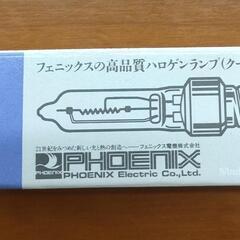 フェニックスの高品質ハロゲンランプ(クー
21世紀をみつめた新しい光と熱の創造へ——フェニックス電機株式会社
PHOENIX
PHOENIX
PHOENIX Electric Co.,Ltd.